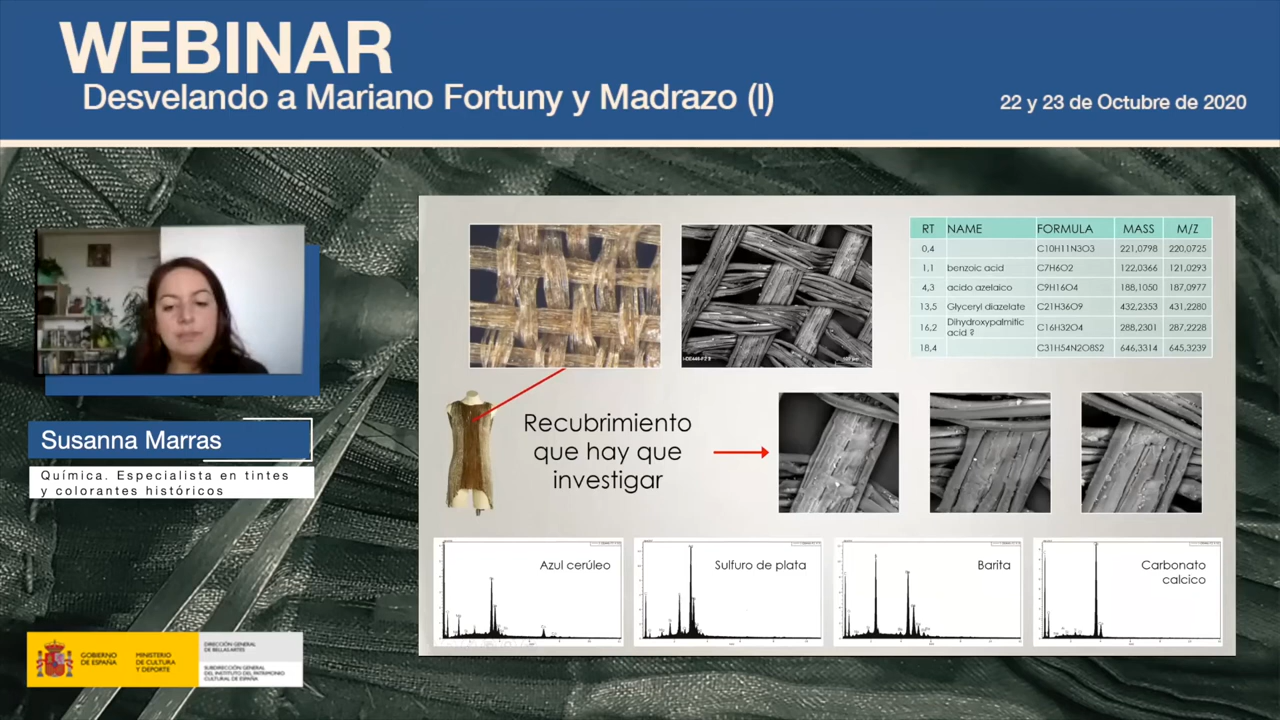 WEBINAR
Desvelando a Mariano Fortuny y Madrazo (I)
22 y 23 de Octubre de 2020
Susanna Marras
Química. Especialista en tintes
y colorantes históricos
GOBIERNO
DE ESPAÑA
MINISTERIO
DE CULTURA
Y DEPORTE
DIRECCIÓN GENERAL
DE BELLAS ARTES
SUBDIRECCIÓN GENERAL
DEL INSTITUTO DEL PATRIMONIO
CULTURAL DE ESPAÑA
RT NAME FORMULA MASS M/Z
0,4 C10H11N3O3 221,0798 220,0725
1,1 benzoic acid C7H6O2 122,0366 121,0293
4,3 acido azelaico C9H16O4 188,1050 187,0977
13,5 Glyceryl diazelate C21H36O9 432,2353 431,2280
16,2 Dihydroxypalmitic acid ? C16H32O4 288,2301 287,2228
18,4 C31H54N2O8S2 646,3314 645,3239
Recubrimiento
que hay que
investigar
Azul cerúleo
Sulfuro de plata
Barita
Carbonato
calcico